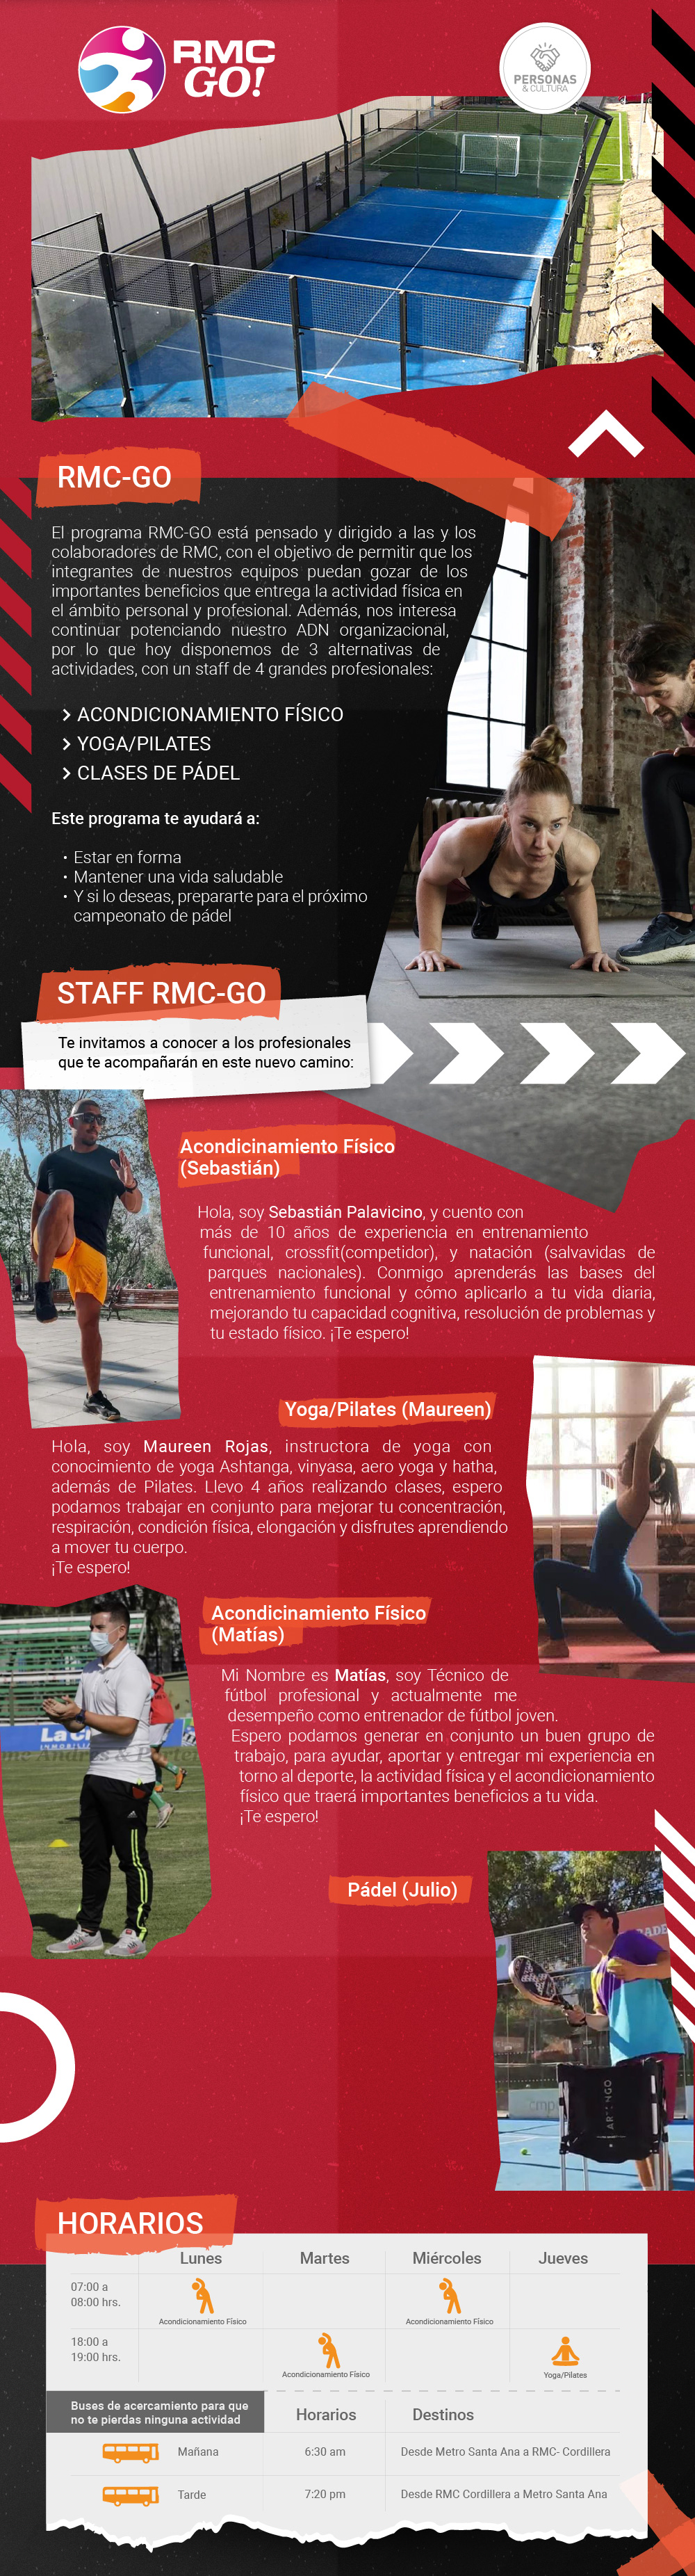 RMC
GO!
PERSONAS
& CULTURA
RMC-GO
El programa RMC-GO está pensado y dirigido a las y los
colaboradores de RMC, con el objetivo de permitir que los
integrantes de nuestros equipos puedan gozar de los
importantes beneficios que entrega la actividad física en
el ámbito personal y profesional. Además, nos interesa
continuar potenciando nuestro ADN organizacional,
por lo que hoy disponemos de 3 alternativas de
actividades, con un staff de 4 grandes profesionales:
ACONDICIONAMIENTO FÍSICO
YOGA/PILATES
CLASES DE PÁDEL
Este programa te ayudará a:
· Estar en forma
· Mantener una vida saludable
· Y si lo deseas, prepararte para el próximo
campeonato de pádel
STAFF RMC-GO
Te invitamos a conocer a los profesionales
que te acompañarán en este nuevo camino:
Acondicinamiento Físico
(Sebastián)
Hola, soy Sebastián Palavicino, y cuento con
más de 10 años de experiencia en entrenamiento
funcional, crossfit(competidor), y natación (salvavidas de
parques nacionales). Conmigo aprenderás las bases del
entrenamiento funcional y cómo aplicarlo a tu vida diaria,
mejorando tu capacidad cognitiva, resolución de problemas y
tu estado físico. ¡Te espero!
Yoga/Pilates (Maureen)
Hola, soy Maureen Rojas, instructora de yoga con
conocimiento de yoga Ashtanga, vinyasa, aero yoga y hatha,
además de Pilates. Llevo 4 años realizando clases, espero
podamos trabajar en conjunto para mejorar tu concentración,
respiración, condición física, elongación y disfrutes aprendiendo
a mover tu cuerpo.
¡Te espero!
Acondicinamiento Físico
(Matías)
Mi Nombre es Matías, soy Técnico de
fútbol profesional y actualmente me
desempeño como entrenador de fútbol joven.
Espero podamos generar en conjunto un buen grupo de
trabajo, para ayudar, aportar y entregar mi experiencia en
torno al deporte, la actividad física y el acondicionamiento
físico que traerá importantes beneficios a tu vida.
¡Te espero!
Pádel (Julio)
HORARIOS
Lunes Martes Miércoles Jueves
07:00 a
08:00 hrs.
Acondicionamiento Físico Acondicionamiento Físico
18:00 a
19:00 hrs.
Acondicionamiento Físico Yoga/Pilates
Buses de acercamiento para que
no te pierdas ninguna actividad
Horarios Destinos
Mañana 6:30 am Desde Metro Santa Ana a RMC- Cordillera
Tarde 7:20 pm Desde RMC Cordillera a Metro Santa Ana